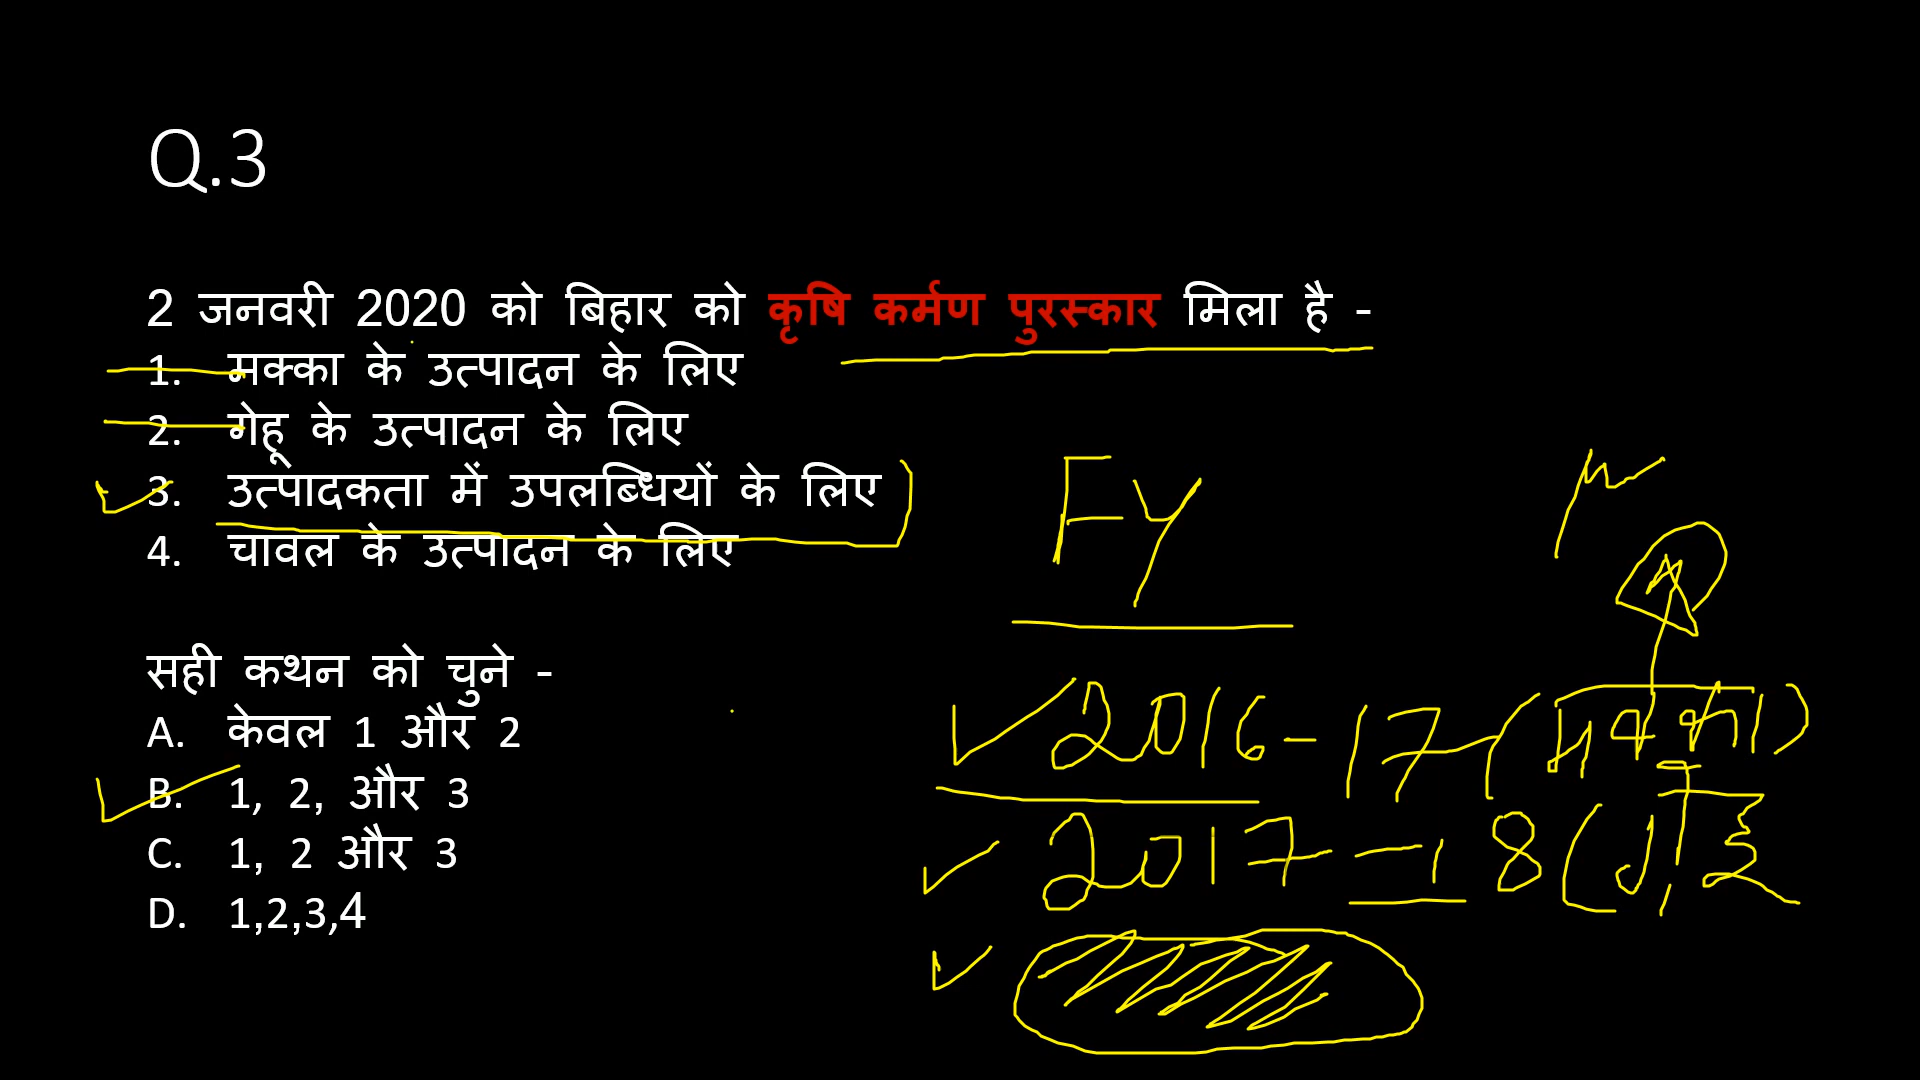 Q.3
2 जनवरी 2020 को बिहार को कृषि कर्मण पुरस्कार मिला है -
1. मक्का के उत्पादन के लिए
2. गेहू के उत्पादन के लिए
3. उत्पादकता में उपलब्धियों के लिए
4. चावल के उत्पादन के लिए
सही कथन को चुने -
A. केवल 1 और 2
B. 1, 2, और 3
C. 1, 2 और 3
D. 1,2,3,4
FY
2016-17-(मक्का)
2017-18(